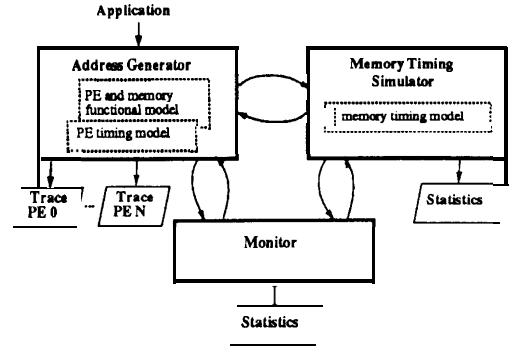 Application
Address Generator
PE and memory
functional model
PE timing model
Memory Timing
Simulator
memory timing model
Trace
PE 0
...
Trace
PE N
Statistics
Monitor
Statistics